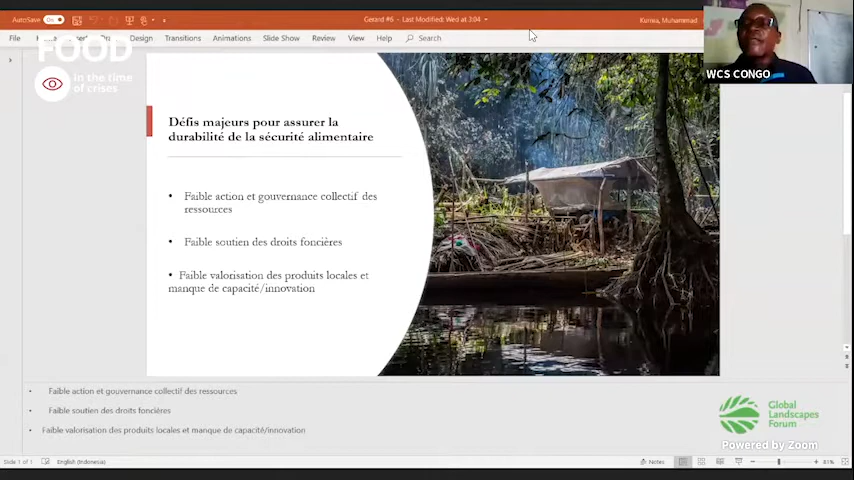 AutoSave On
Gerard #6 - Last Modified: Wed at 3:04
File
Design
Transitions
Animations
Slide Show
Review
View
Help
Search
FOOD
in the time
of crises
WCS CONGO
Défis majeurs pour assurer la
durabilité de la sécurité alimentaire
• Faible action et gouvernance collectif des
ressources
• Faible soutien des droits foncières
• Faible valorisation des produits locales et
manque de capacité/innovation
• Faible action et gouvernance collectif des ressources
• Faible soutien des droits foncières
• Faible valorisation des produits locales et manque de capacité/innovation
Global
Landscapes
Forum
Powered by Zoom
Slide 1 of 1
English (Indonesia)
Notes
81%